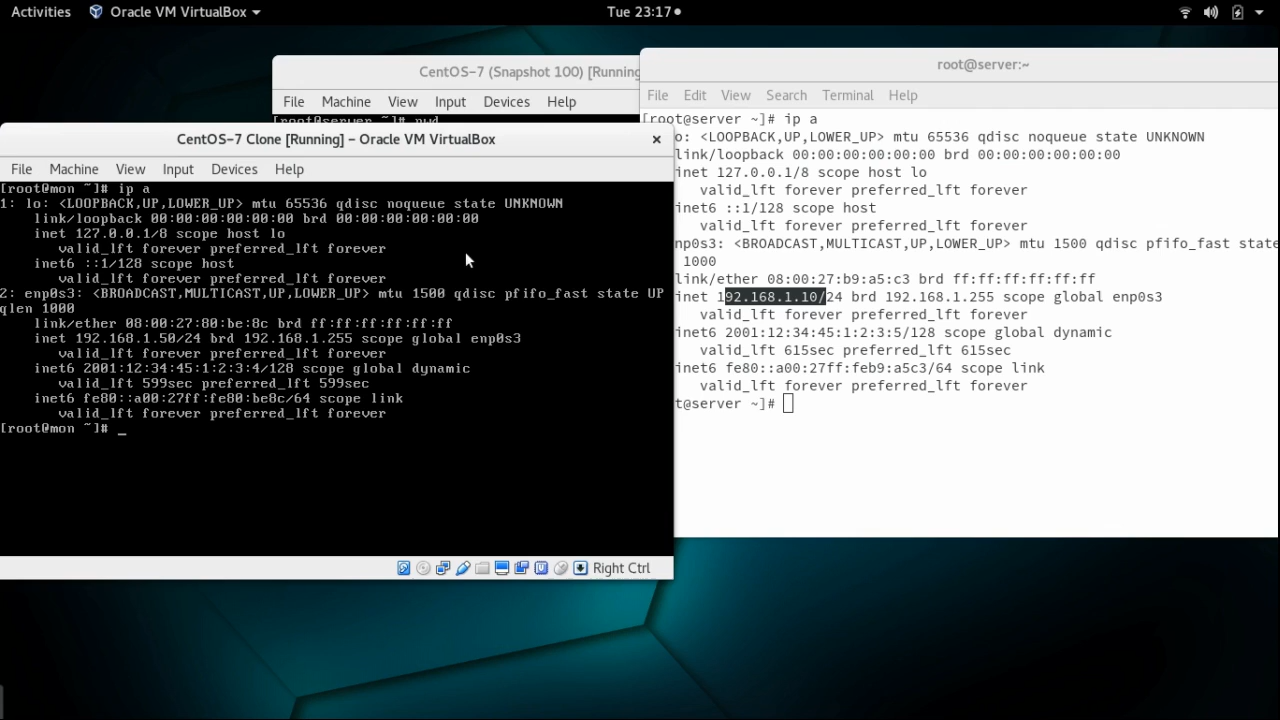 Activities Oracle VM VirtualBox Tue 23:17
CentOS-7 (Snapshot 100) [Running
File Machine View Input Devices Help
[root@server ~]# pwd
CentOS-7 Clone [Running] – Oracle VM VirtualBox ×
File Machine View Input Devices Help
[root@mon ~]# ip a
1: lo: <LOOPBACK,UP,LOWER_UP> mtu 65536 qdisc noqueue state UNKNOWN
link/loopback 00:00:00:00:00:00 brd 00:00:00:00:00:00
inet 127.0.0.1/8 scope host lo
valid_lft forever preferred_lft forever
inet6 ::1/128 scope host
valid_lft forever preferred_lft forever
2: enp0s3: <BROADCAST,MULTICAST,UP,LOWER_UP> mtu 1500 qdisc pfifo_fast state UP
qlen 1000
link/ether 08:00:27:80:be:8c brd ff:ff:ff:ff:ff:ff
inet 192.168.1.50/24 brd 192.168.1.255 scope global enp0s3
valid_lft forever preferred_lft forever
inet6 2001:12:34:45:1:2:3:4/128 scope global dynamic
valid_lft 599sec preferred_lft 599sec
inet6 fe80::a00:27ff:fe80:be8c/64 scope link
valid_lft forever preferred_lft forever
[root@mon ~]# _
Right Ctrl
root@server:~
File Edit View Search Terminal Help
[root@server ~]# ip a
o: <LOOPBACK,UP,LOWER_UP> mtu 65536 qdisc noqueue state UNKNOWN
link/loopback 00:00:00:00:00:00 brd 00:00:00:00:00:00
inet 127.0.0.1/8 scope host lo
valid_lft forever preferred_lft forever
inet6 ::1/128 scope host
valid_lft forever preferred_lft forever
np0s3: <BROADCAST,MULTICAST,UP,LOWER_UP> mtu 1500 qdisc pfifo_fast state
1000
link/ether 08:00:27:b9:a5:c3 brd ff:ff:ff:ff:ff:ff
inet 192.168.1.10/24 brd 192.168.1.255 scope global enp0s3
valid_lft forever preferred_lft forever
inet6 2001:12:34:45:1:2:3:5/128 scope global dynamic
valid_lft 615sec preferred_lft 615sec
inet6 fe80::a00:27ff:feb9:a5c3/64 scope link
valid_lft forever preferred_lft forever
t@server ~]#